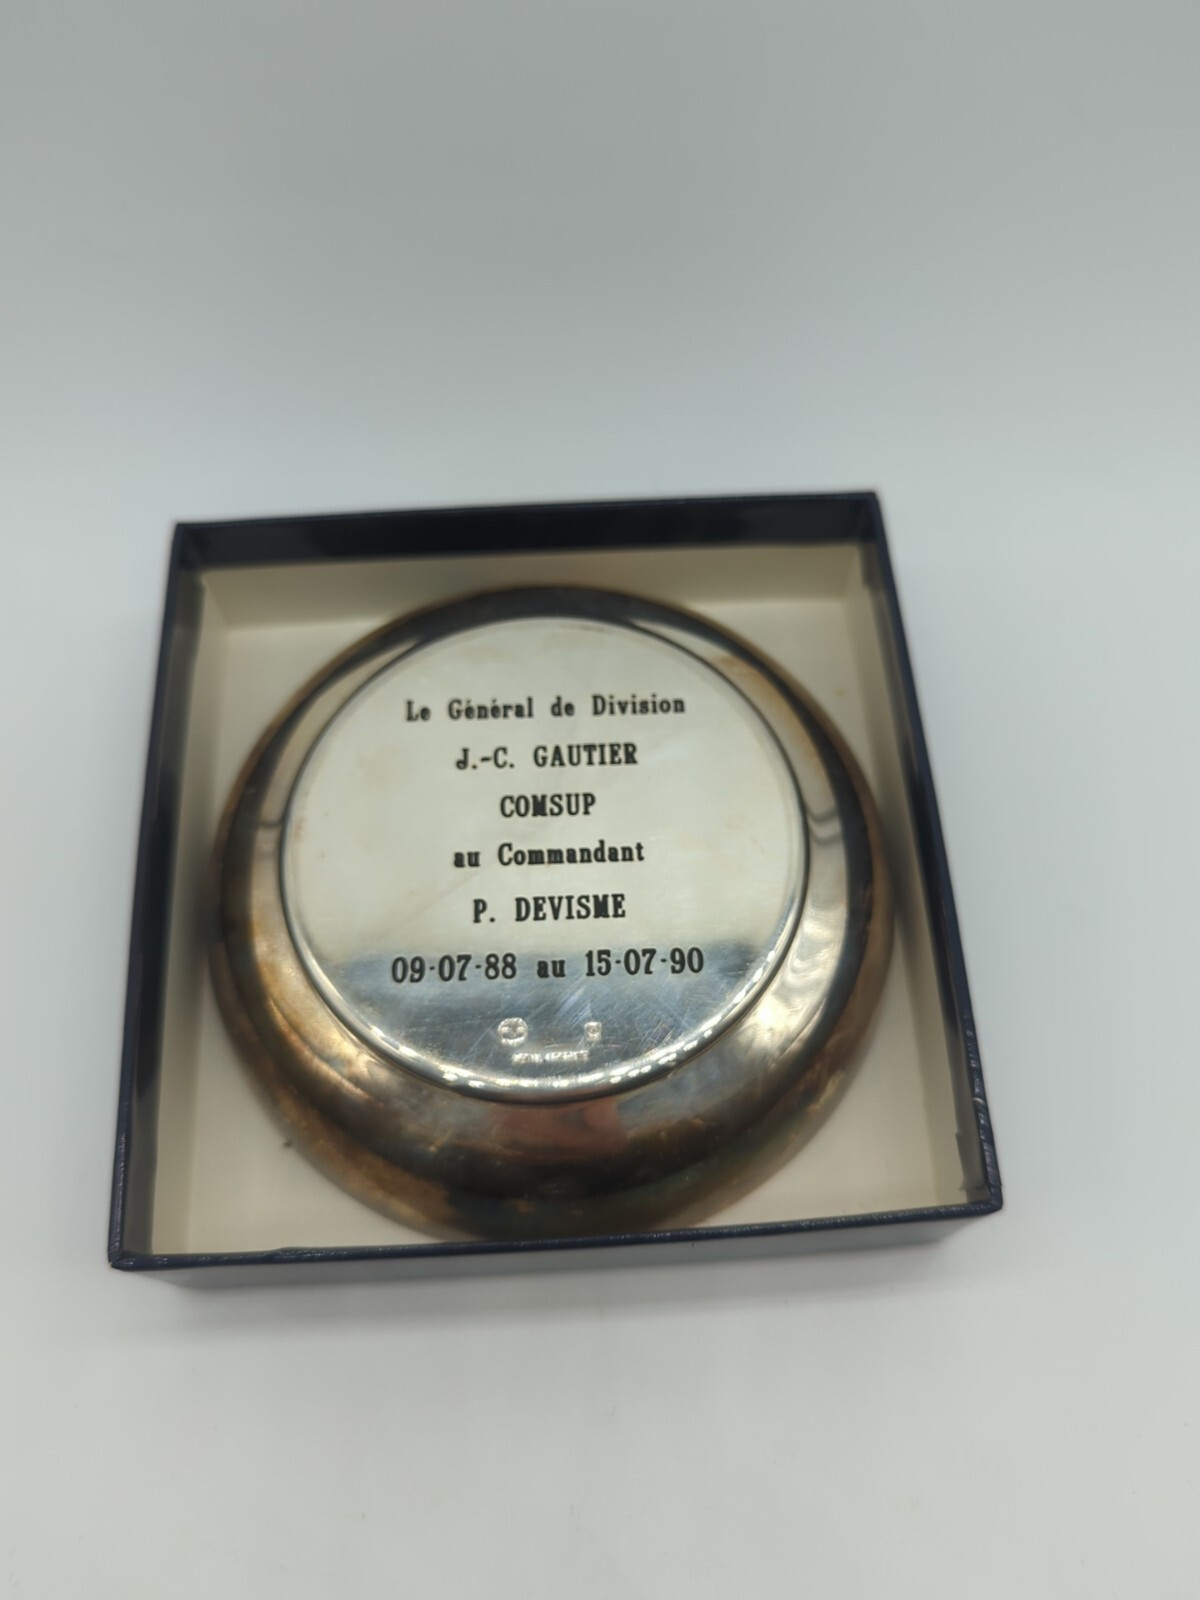 Le Général de Division
J.-C. GAUTIER
COMSUP
au Commandant
P. DEVISME
09-07-88 au 15-07-90